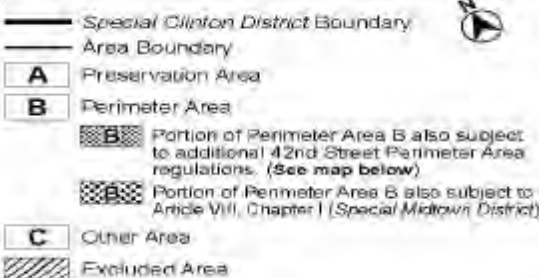 Special Clinton District Boundary
N
Area Boundary
A Preservation Area
B Perimeter Area
B Portion of Perimeter Area B also subject
to additional 42nd Street Perimeter Area
regulations. (See map below)
B Portion of Perimeter Area B also subject to
Article VIII, Chapter I (Special Midtown District)
C Other Area
Excluded Area